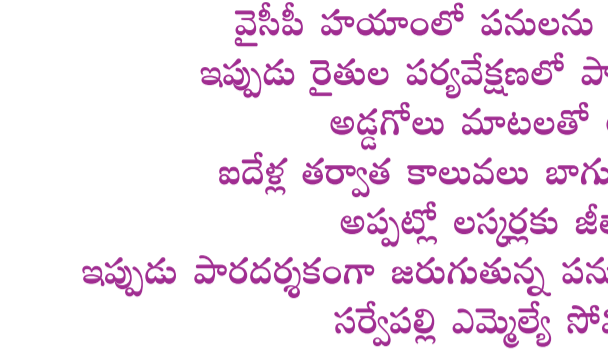 వైసీపీ హయాంలో పనులను
ఇప్పుడు రైతుల పర్యవేక్షణలో
అడ్డగోలు మాటలతో
ఐదేళ్ల తర్వాత కాలువలు
అప్పట్లో లస్కర్లకు
ఇప్పుడు పారదర్శకంగా జరుగుతున్న
సర్వేపల్లి ఎమ్మెల్యే